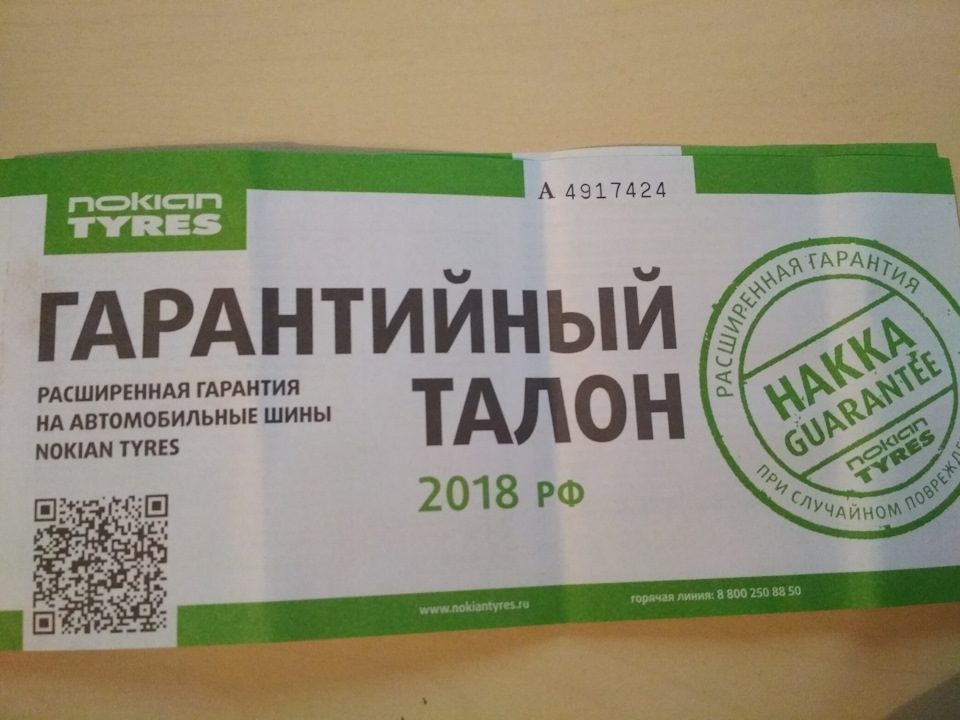 nokian
TYRES
A 4917424
ГАРАНТИЙНЫЙ
ТАЛОН
РАСШИРЕННАЯ ГАРАНТИЯ
НА АВТОМОБИЛЬНЫЕ ШИНЫ
NOKIAN TYRES
2018 РФ
РАСШИРЕННАЯ ГАРАНТИЯ
HAKKA
GUARANTEE
nokian
TYRES
ПРИ СЛУЧАЙНОМ
www.nokiantyres.ru
горячая линия: 8 800 250 88 50